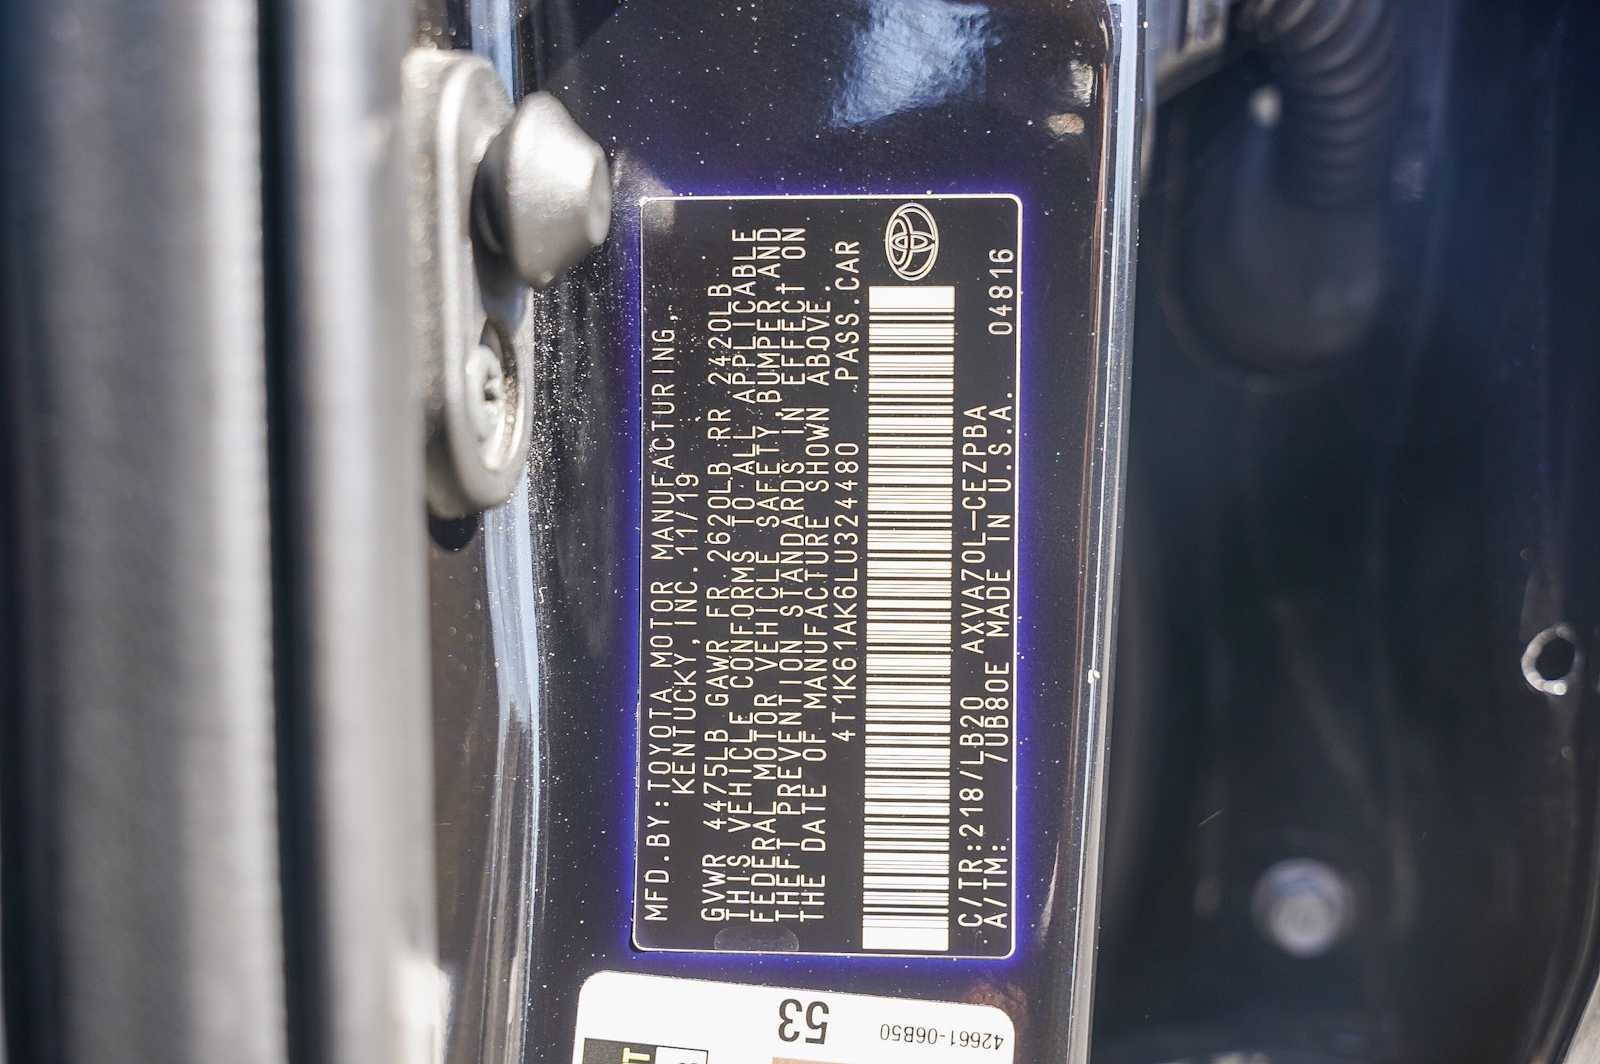 MFD.BY:TOYOTA MOTOR MANUFACTURING,
KENTUCKY,INC.11/19
GVWR 4475LB GAWR FR 2620LB RR 2420LB
THIS VEHICLE CONFORMS TO ALL APPLICABLE
FEDERAL MOTOR VEHICLE SAFETY,BUMPER,AND
THEFT PREVENTION STANDARDS IN EFFECT ON
THE DATE OF MANUFACTURE SHOWN ABOVE.
4T1K61AK6LU324480 PASS.CAR
C/TR:218/LB20 AXVA70L-CEZPBA 04816
A/TM: 7UB80E MADE IN U.S.A.
53
42661-06B50